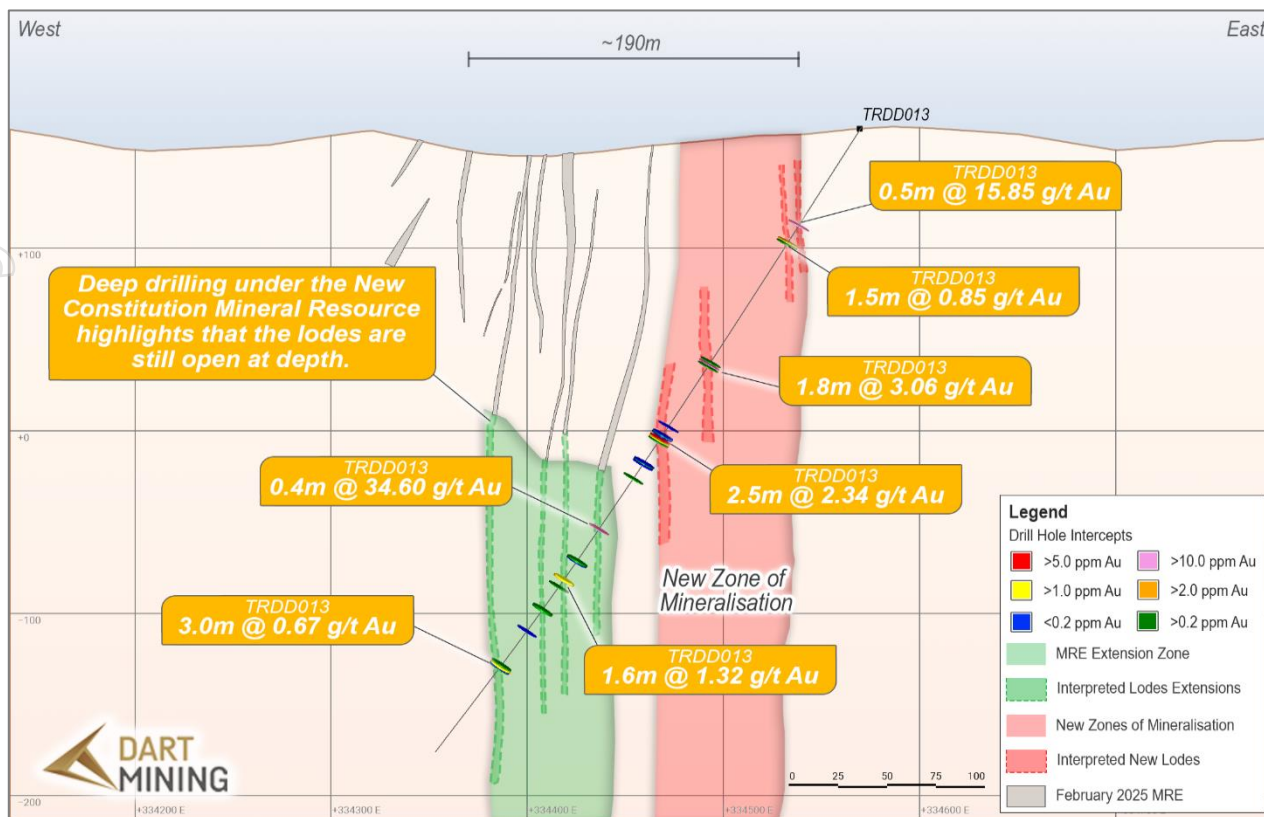 West
East
~190m
TRDD013
TRDD013
0.5m @ 15.85 g/t Au
+100
Deep drilling under the New
Constitution Mineral Resource
highlights that the lodes are
still open at depth.
TRDD013
1.5m @ 0.85 g/t Au
TRDD013
1.8m @ 3.06 g/t Au
+0
TRDD013
0.4m @ 34.60 g/t Au
TRDD013
2.5m @ 2.34 g/t Au
New Zone of
Mineralisation
-100
TRDD013
3.0m @ 0.67 g/t Au
TRDD013
1.6m @ 1.32 g/t Au
Legend
Drill Hole Intercepts
>5.0 ppm Au
>10.0 ppm Au
>1.0 ppm Au
>2.0 ppm Au
<0.2 ppm Au
>0.2 ppm Au
MRE Extension Zone
Interpreted Lodes Extensions
New Zones of Mineralisation
Interpreted New Lodes
February 2025 MRE
DART
MINING
0 25 50 75 100
-200
+334200 E
+334300 E
+334400 E
+334500 E
+334600 E